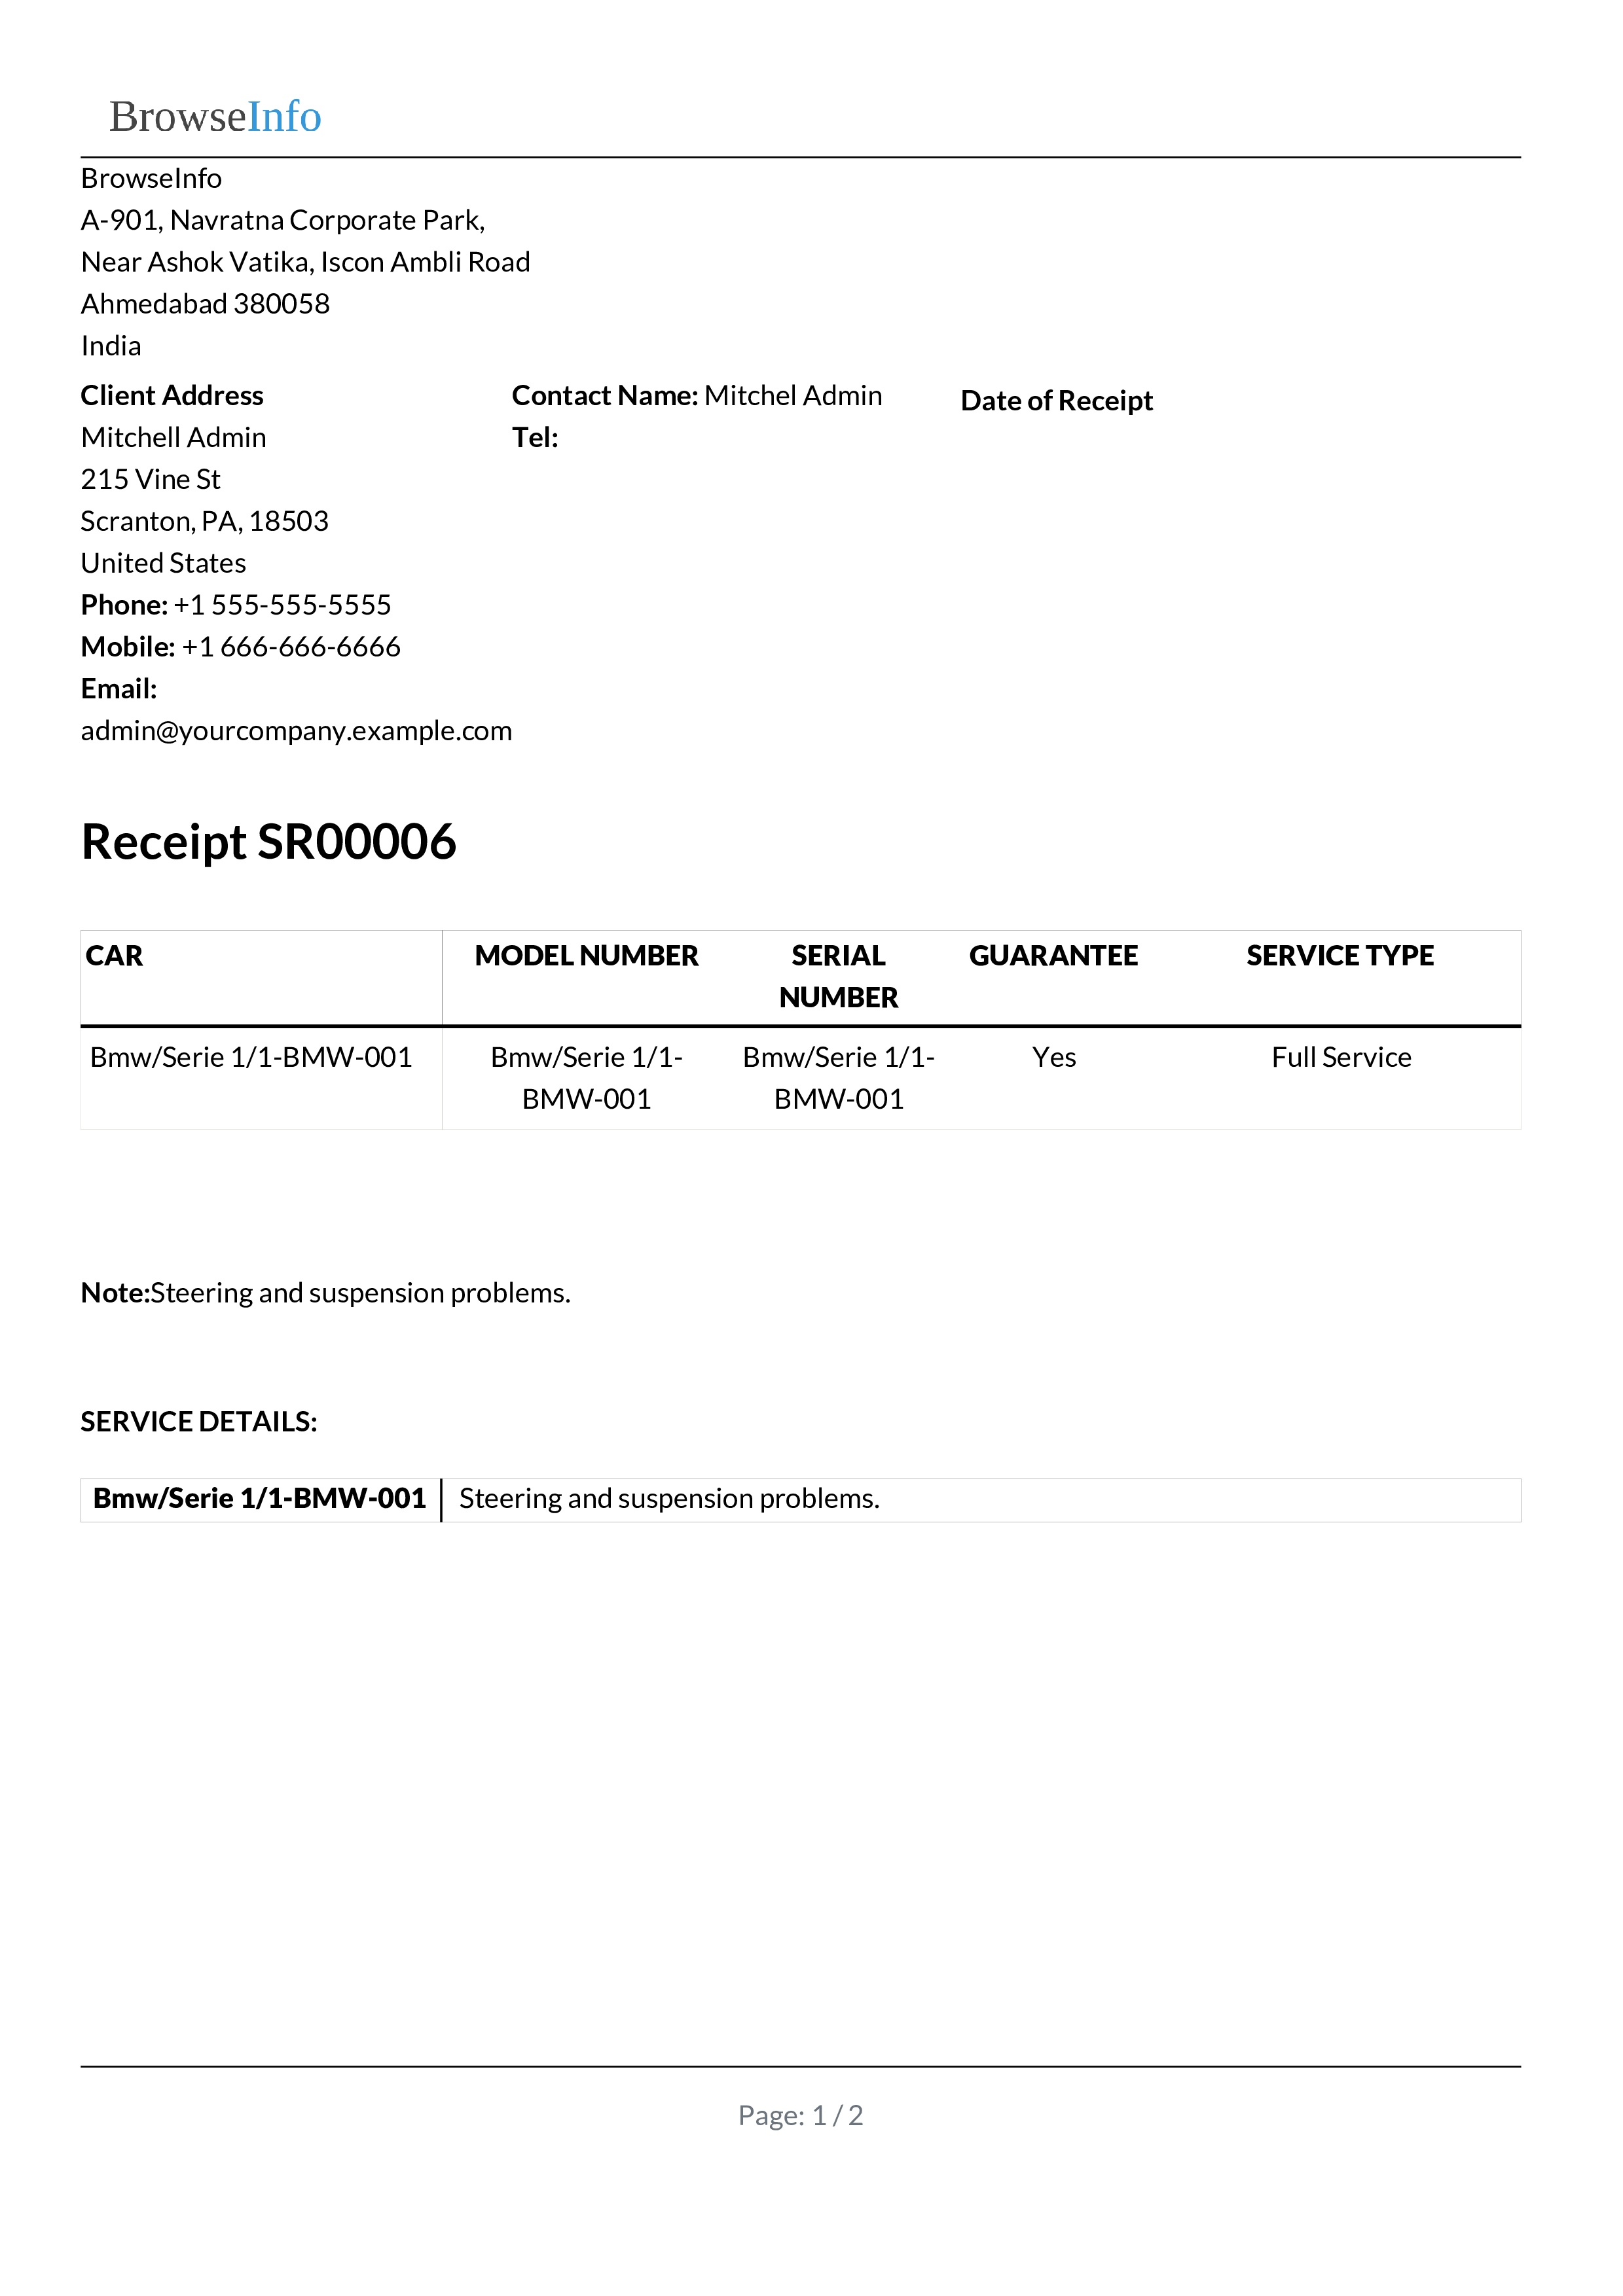 BrowseInfo
BrowseInfo
A-901, Navratna Corporate Park,
Near Ashok Vatika, Iscon Ambli Road
Ahmedabad 380058
India
Client Address
Mitchell Admin
215 Vine St
Scranton, PA, 18503
United States
Phone: +1 555-555-5555
Mobile: +1 666-666-6666
Email:
admin@yourcompany.example.com
Contact Name: Mitchel Admin
Tel:
Date of Receipt
Receipt SR00006
CAR MODEL NUMBER SERIAL GUARANTEE SERVICE TYPE
NUMBER
Bmw/Serie 1/1-BMW-001 Bmw/Serie 1/1- Bmw/Serie 1/1- Yes Full Service
BMW-001 BMW-001
Note:Steering and suspension problems.
SERVICE DETAILS:
Bmw/Serie 1/1-BMW-001 Steering and suspension problems.
Page: 1 / 2